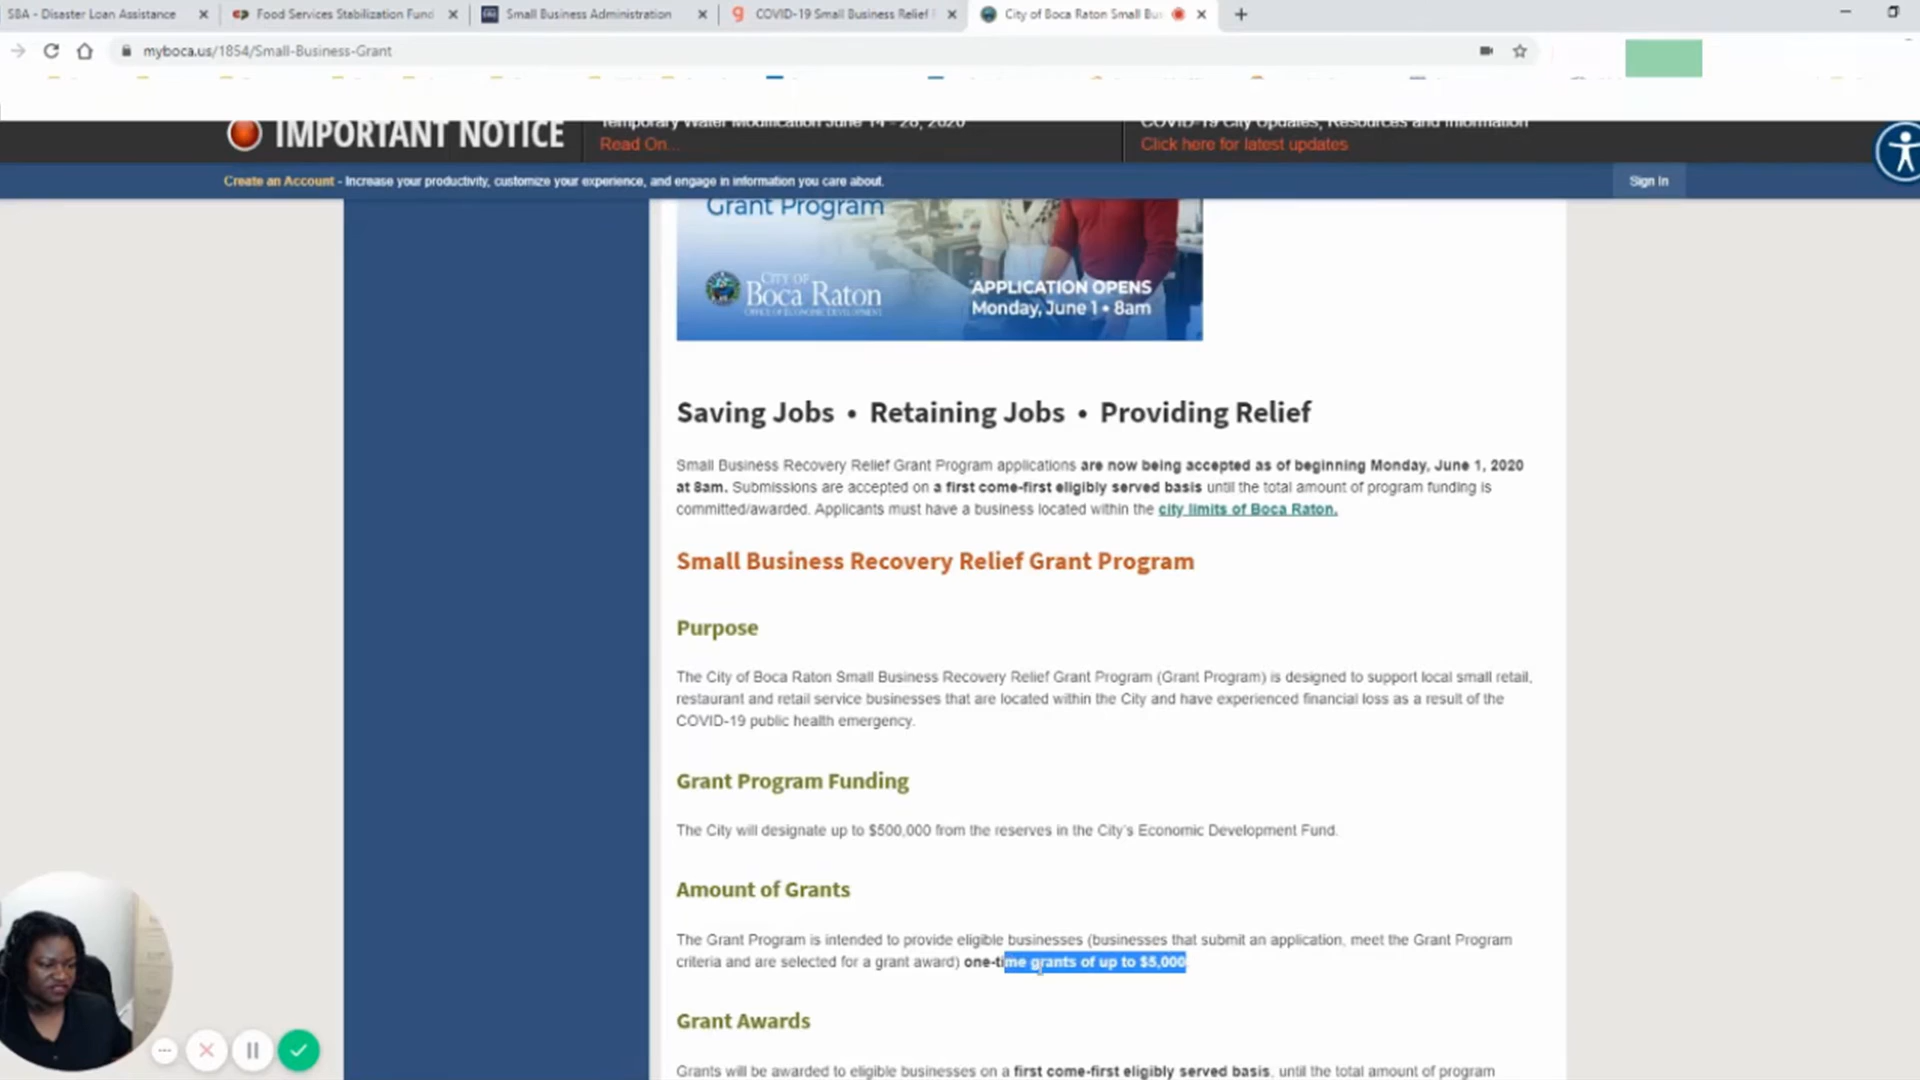 SBA - Disaster Loan Assistance
Food Services Stabilization Fund
Small Business Administration
COVID-19 Small Business Relief
City of Boca Raton Small Bu
myboca.us/1854/Small-Business-Grant
IMPORTANT NOTICE
Temporary Water Modification June 14 - 28, 2020
COVID-19 City Updates, Resources and Information
Read On...
Click here for latest updates
Create an Account - Increase your productivity, customize your experience, and engage in information you care about.
Sign In
Grant Program
CITY OF
Boca Raton
OFFICE OF ECONOMIC DEVELOPMENT
APPLICATION OPENS
Monday, June 1 • 8am
Saving Jobs • Retaining Jobs • Providing Relief
Small Business Recovery Relief Grant Program applications are now being accepted as of beginning Monday, June 1, 2020
at 8am. Submissions are accepted on a first come-first eligibly served basis until the total amount of program funding is
committed/awarded. Applicants must have a business located within the city limits of Boca Raton.
Small Business Recovery Relief Grant Program
Purpose
The City of Boca Raton Small Business Recovery Relief Grant Program (Grant Program) is designed to support local small retail,
restaurant and retail service businesses that are located within the City and have experienced financial loss as a result of the
COVID-19 public health emergency.
Grant Program Funding
The City will designate up to $500,000 from the reserves in the City's Economic Development Fund.
Amount of Grants
The Grant Program is intended to provide eligible businesses (businesses that submit an application, meet the Grant Program
criteria and are selected for a grant award) one-time grants of up to $5,000
Grant Awards
Grants will be awarded to eligible businesses on a first come-first eligibly served basis, until the total amount of program